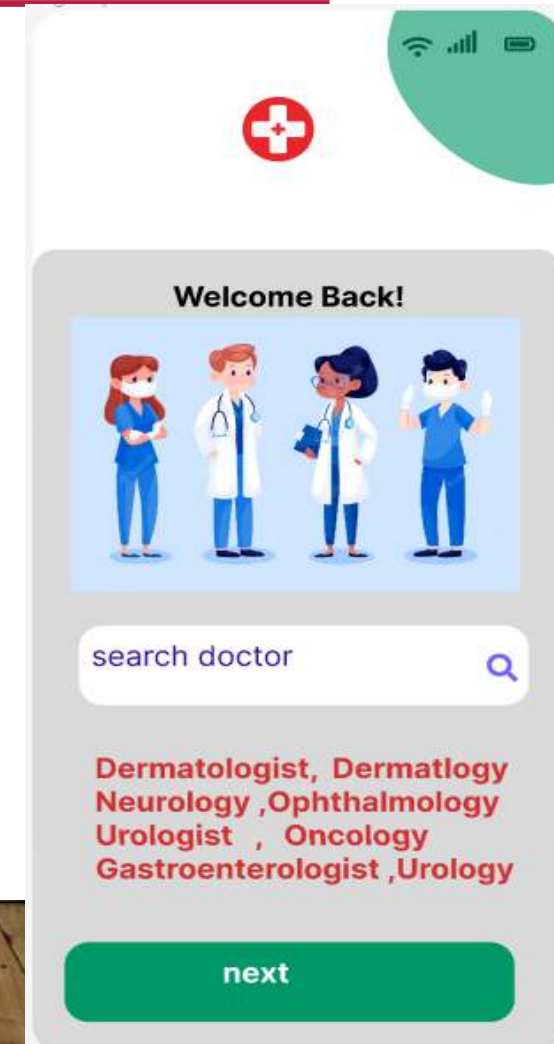 Welcome Back!
search doctor
Dermatologist, Dermatlogy
Neurology ,Ophthalmology
Urologist , Oncology
Gastroenterologist ,Urology
next